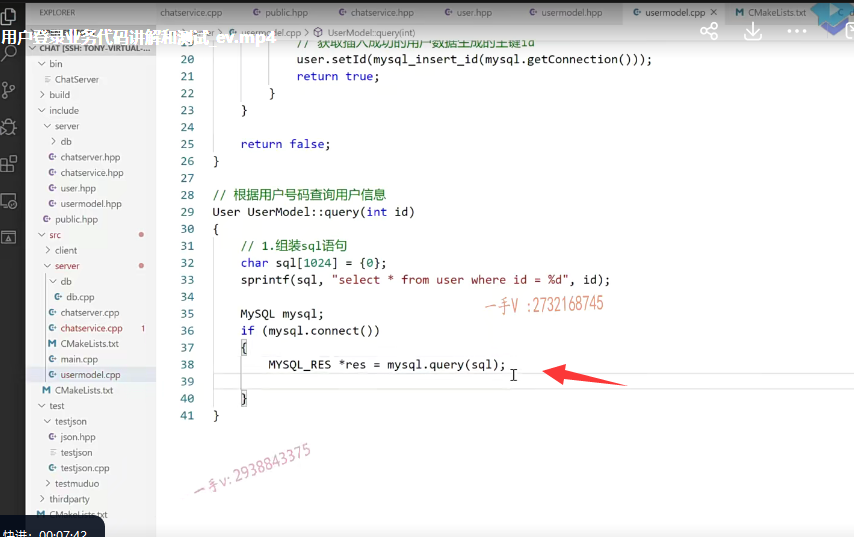 EXPLORER
chatservice.cpp
public.hpp
chatservice.hpp
user.hpp
usermodel.hpp
usermodel.cpp
CMakeLists.txt
用户登录业务代码讲解和测试_ev.mp4
usermodel.cpp > UserModel::query(int)
CHAT [SSH: TONY-VIRTUAL-...
bin
ChatServer
build
include
server
db
chatserver.hpp
chatservice.hpp
user.hpp
usermodel.hpp
public.hpp
src
client
server
db
db.cpp
chatserver.cpp
chatservice.cpp 1
CMakeLists.txt
main.cpp
usermodel.cpp
CMakeLists.txt
test
testjson
json.hpp
testjson
testjson.cpp
testmuduo
thirdparty
CMakeLists.txt
快进: 00:07:42
// 获取插入成功的用户数据生成的主键id
20 user.setId(mysql_insert_id(mysql.getConnection()));
21 return true;
22 }
23 }
24
25 return false;
26 }
27
28 // 根据用户号码查询用户信息
29 User UserModel::query(int id)
30 {
31 // 1.组装sql语句
32 char sql[1024] = {0};
33 sprintf(sql, "select * from user where id = %d", id);
34
35 MySQL mysql;
36 if (mysql.connect())
37 {
38 MYSQL_RES *res = mysql.query(sql);
39
40 }
41 }
一手V :2732168745
一手v: 2938843375